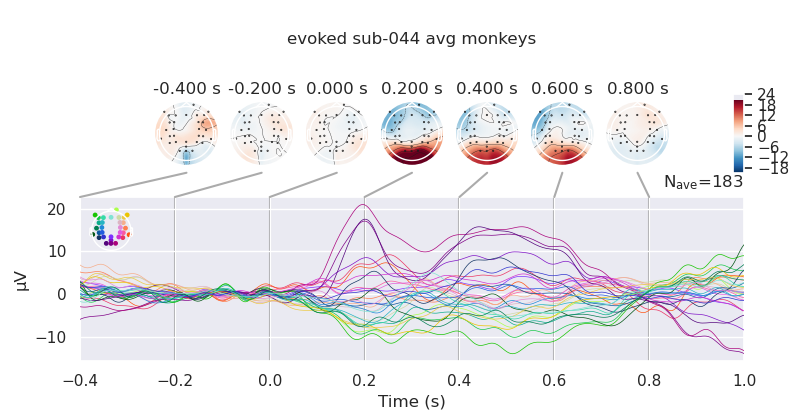 evoked sub-044 avg monkeys
-0.400 s -0.200 s 0.000 s 0.200 s 0.400 s 0.600 s 0.800 s
24
18
12
6
0
−6
−12
−18
Nave=183
20
10
0
−10
µV
−0.4 −0.2 0.0 0.2 0.4 0.6 0.8 1.0
Time (s)